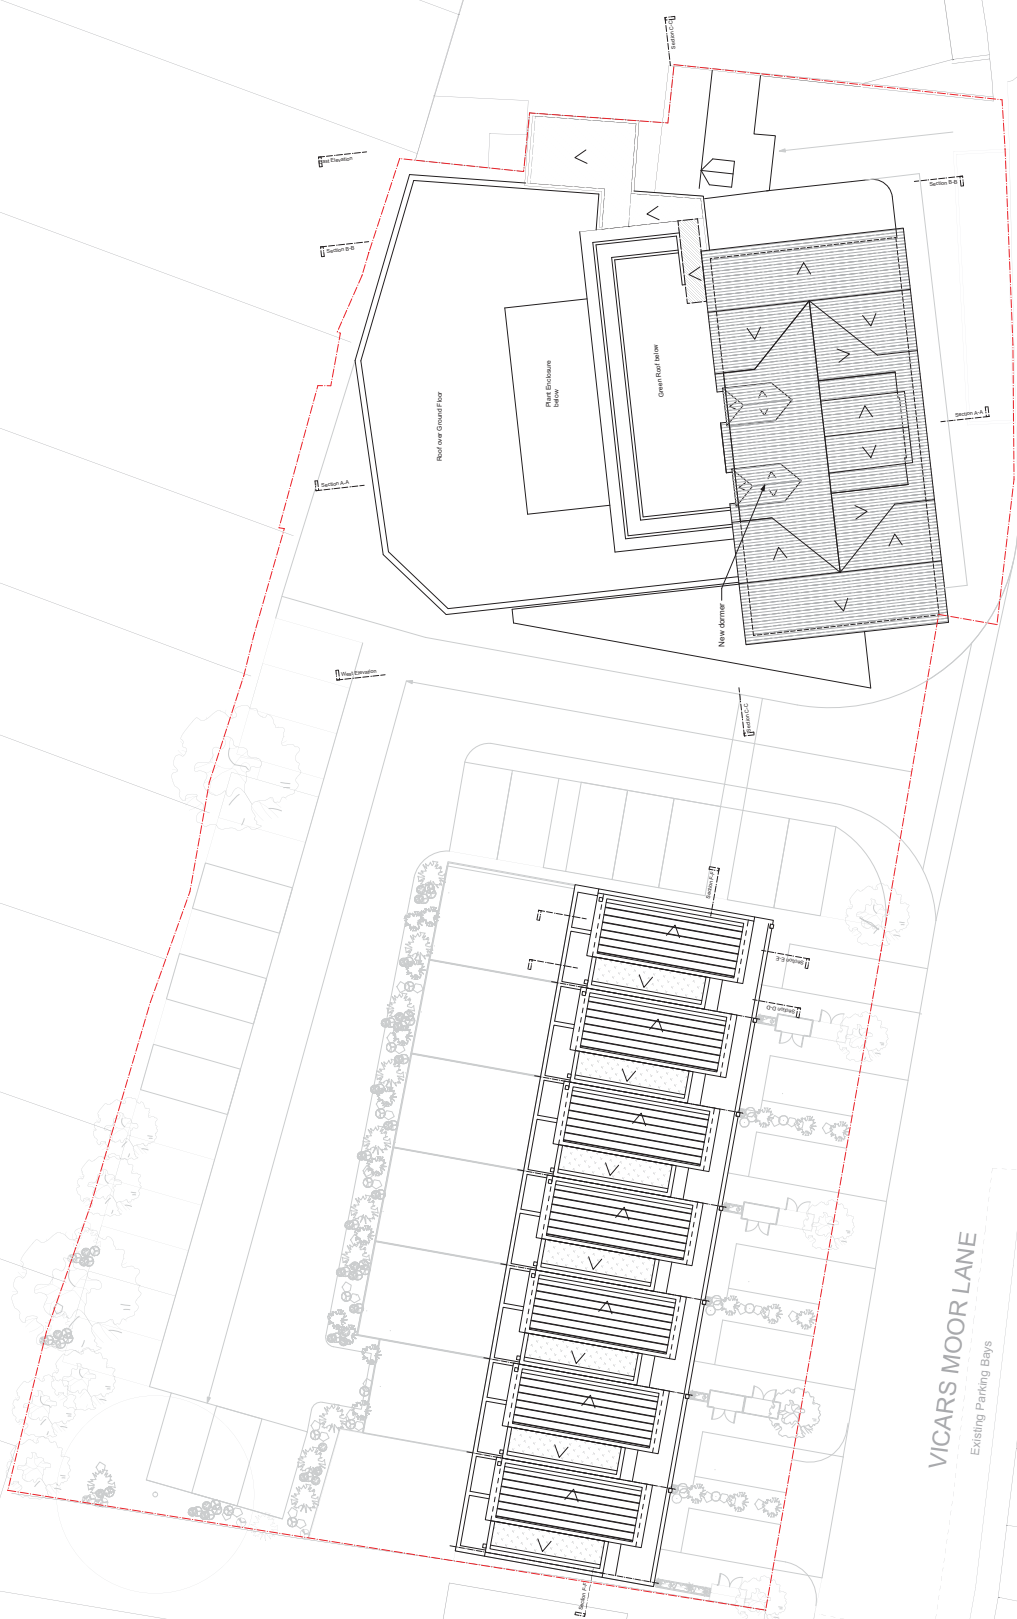 Section C-C
East Elevation
Section B-B
Section B-B
Roof over Ground Floor
Plant Enclosure
below
Green Roof below
Section A-A
Section A-A
New dormer
West Elevation
Section C-C
Section F-F
Section E-E
Section D-D
VICARS MOOR LANE
Existing Parking Bays
Section F-F